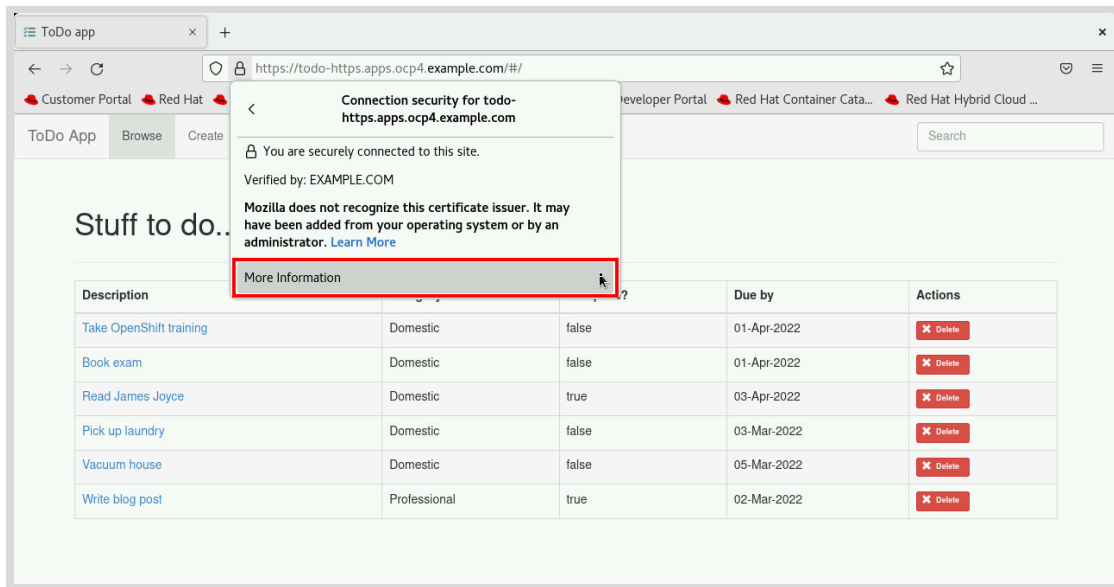 ToDo app
https://todo-https.apps.ocp4.example.com/#/
Customer Portal Red Hat Developer Portal Red Hat Container Cata... Red Hat Hybrid Cloud ...
ToDo App Browse Create Search
Connection security for todo-
https.apps.ocp4.example.com
You are securely connected to this site.
Verified by: EXAMPLE.COM
Mozilla does not recognize this certificate issuer. It may
have been added from your operating system or by an
administrator. Learn More
More Information
Stuff to do..
Description Due by Actions
Take OpenShift training Domestic false 01-Apr-2022 Delete
Book exam Domestic false 01-Apr-2022 Delete
Read James Joyce Domestic true 03-Apr-2022 Delete
Pick up laundry Domestic false 03-Mar-2022 Delete
Vacuum house Domestic false 05-Mar-2022 Delete
Write blog post Professional true 02-Mar-2022 Delete